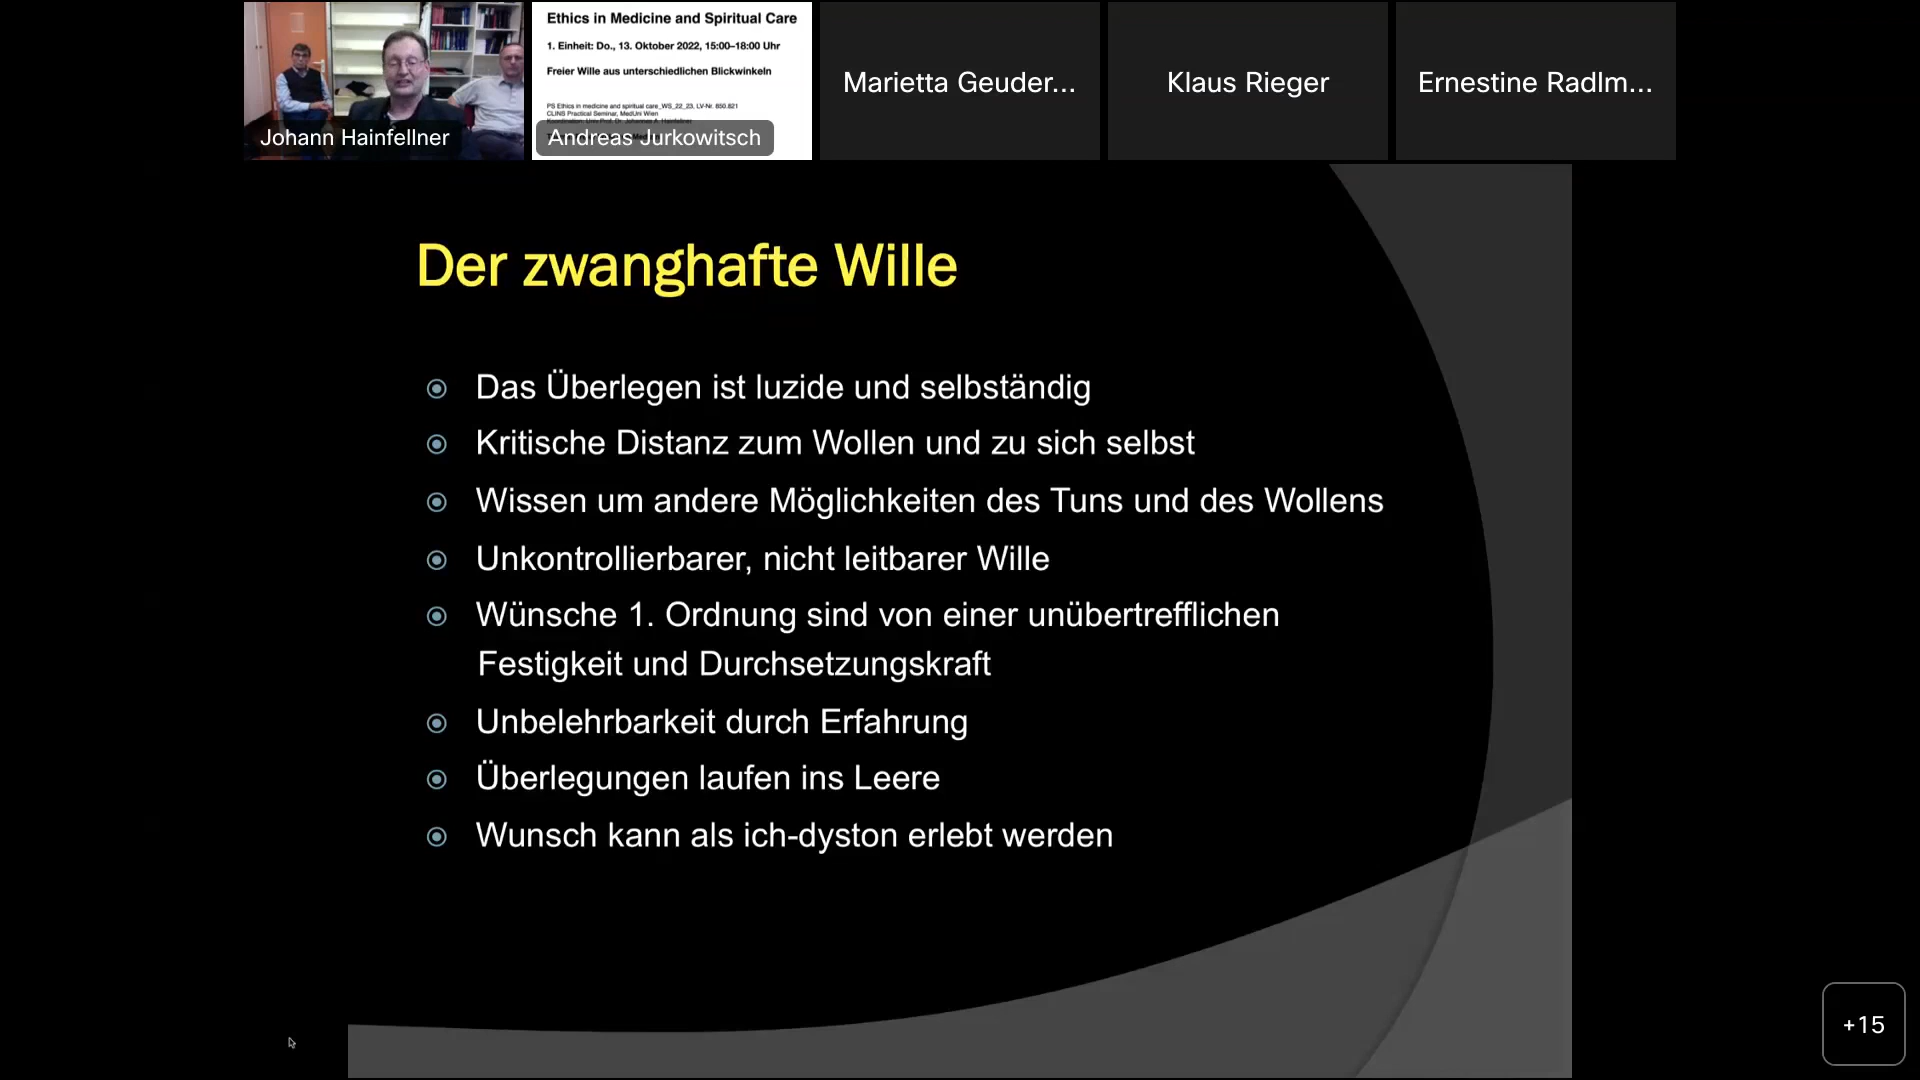 Ethics in Medicine and Spiritual Care
1. Einheit: Do., 13. Oktober 2022, 15:00–18:00 Uhr
Freier Wille aus unterschiedlichen Blickwinkeln
PS Ethics in medicine and spiritual care_WS_22_23, LV-Nr. 850.821
CLINS Practical Seminar, MedUni Wien
Johann Hainfellner
Andreas Jurkowitsch
Marietta Geuder...
Klaus Rieger
Ernestine Radlm...
Der zwanghafte Wille
Das Überlegen ist luzide und selbständig
Kritische Distanz zum Wollen und zu sich selbst
Wissen um andere Möglichkeiten des Tuns und des Wollens
Unkontrollierbarer, nicht leitbarer Wille
Wünsche 1. Ordnung sind von einer unübertrefflichen
Festigkeit und Durchsetzungskraft
Unbelehrbarkeit durch Erfahrung
Überlegungen laufen ins Leere
Wunsch kann als ich-dyston erlebt werden
+15